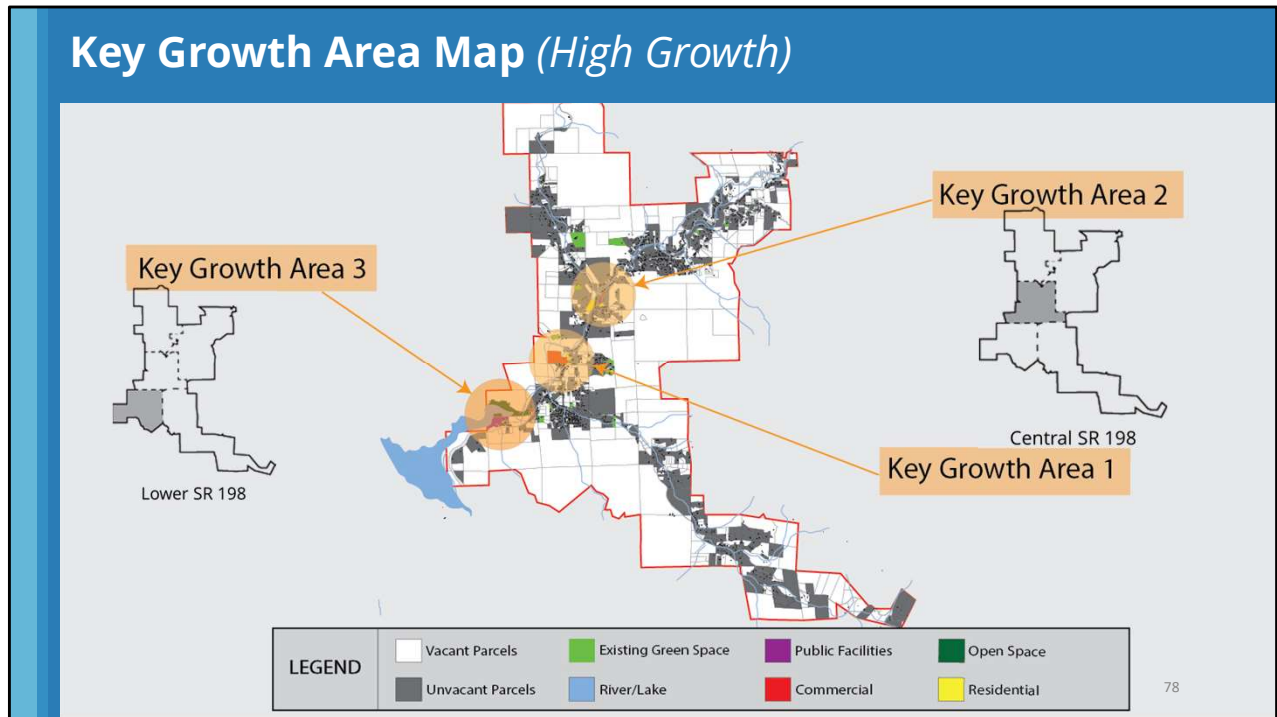 Key Growth Area Map (High Growth)
Key Growth Area 2
Key Growth Area 3
Central SR 198
Key Growth Area 1
Lower SR 198
LEGEND
Vacant Parcels
Existing Green Space
Public Facilities
Open Space
Unvacant Parcels
River/Lake
Commercial
Residential
78